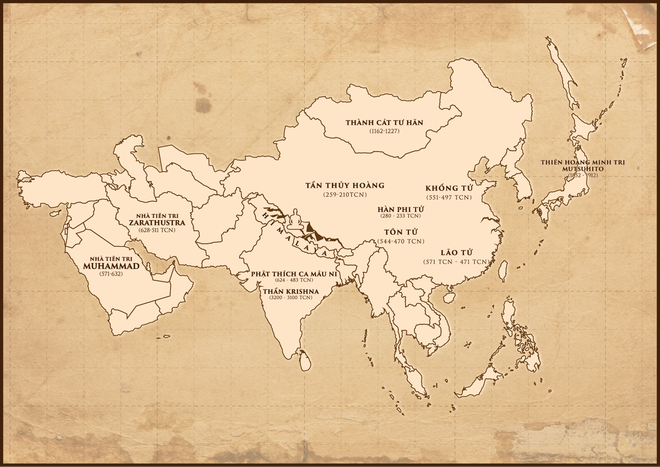 THÀNH CÁT TƯ HÃN
(1162-1227)
THIÊN HOÀNG MINH TRỊ
MUTSUHITO
TẦN THỦY HOÀNG
(259-210TCN)
KHỔNG TỬ
(551-497 TCN)
HÀN PHI TỬ
(280 - 233 TCN)
TÔN TỬ
(544-470 TCN)
LÃO TỬ
(571 TCN - 471 TCN)
NHÀ TIÊN TRI
ZARATHUSTRA
(628-551 TCN)
NHÀ TIÊN TRI
MUHAMMAD
(571-632)
HIMALAYA
PHẬT THÍCH CA MÂU NI
(624 - 483 TCN)
THẦN KRISHNA
(3200 - 3100 TCN)